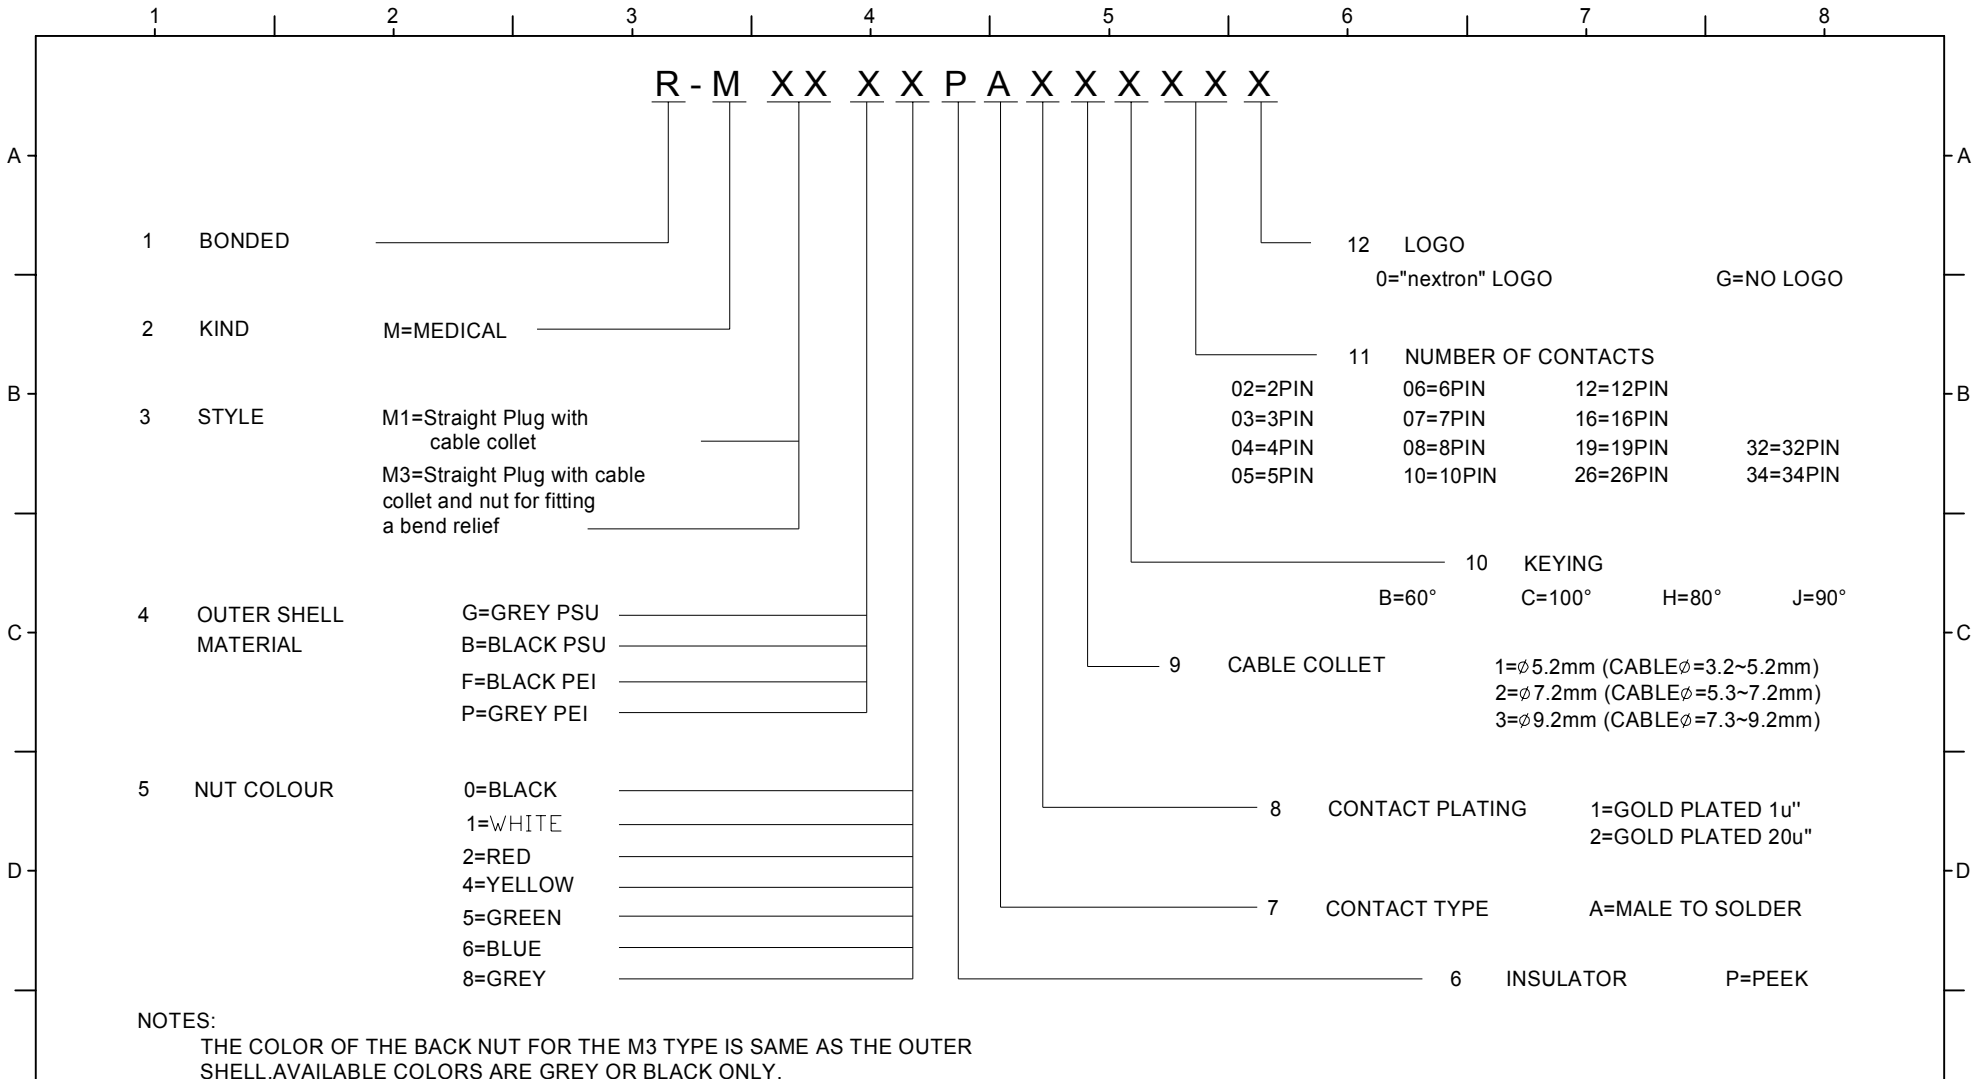 1 2 3 4 5 6 7 8
R - M X X X X P A X X X X X X
A A
1 BONDED
12 LOGO
0="nextron" LOGO G=NO LOGO
2 KIND M=MEDICAL
11 NUMBER OF CONTACTS
02=2PIN 06=6PIN 12=12PIN
B B
03=3PIN 07=7PIN 16=16PIN
04=4PIN 08=8PIN 19=19PIN 32=32PIN
05=5PIN 10=10PIN 26=26PIN 34=34PIN
3 STYLE M1=Straight Plug with
cable collet
M3=Straight Plug with cable
collet and nut for fitting
a bend relief
10 KEYING
B=60° C=100° H=80° J=90°
4 OUTER SHELL G=GREY PSU
MATERIAL B=BLACK PSU
F=BLACK PEI
P=GREY PEI
C C
9 CABLE COLLET 1=⌀5.2mm (CABLE⌀=3.2~5.2mm)
2=⌀7.2mm (CABLE⌀=5.3~7.2mm)
3=⌀9.2mm (CABLE⌀=7.3~9.2mm)
5 NUT COLOUR 0=BLACK
1=WHITE
2=RED
4=YELLOW
5=GREEN
6=BLUE
8=GREY
8 CONTACT PLATING 1=GOLD PLATED 1u''
2=GOLD PLATED 20u"
D D
7 CONTACT TYPE A=MALE TO SOLDER
6 INSULATOR P=PEEK
NOTES:
THE COLOR OF THE BACK NUT FOR THE M3 TYPE IS SAME AS THE OUTER
SHELL.AVAILABLE COLORS ARE GREY OR BLACK ONLY.